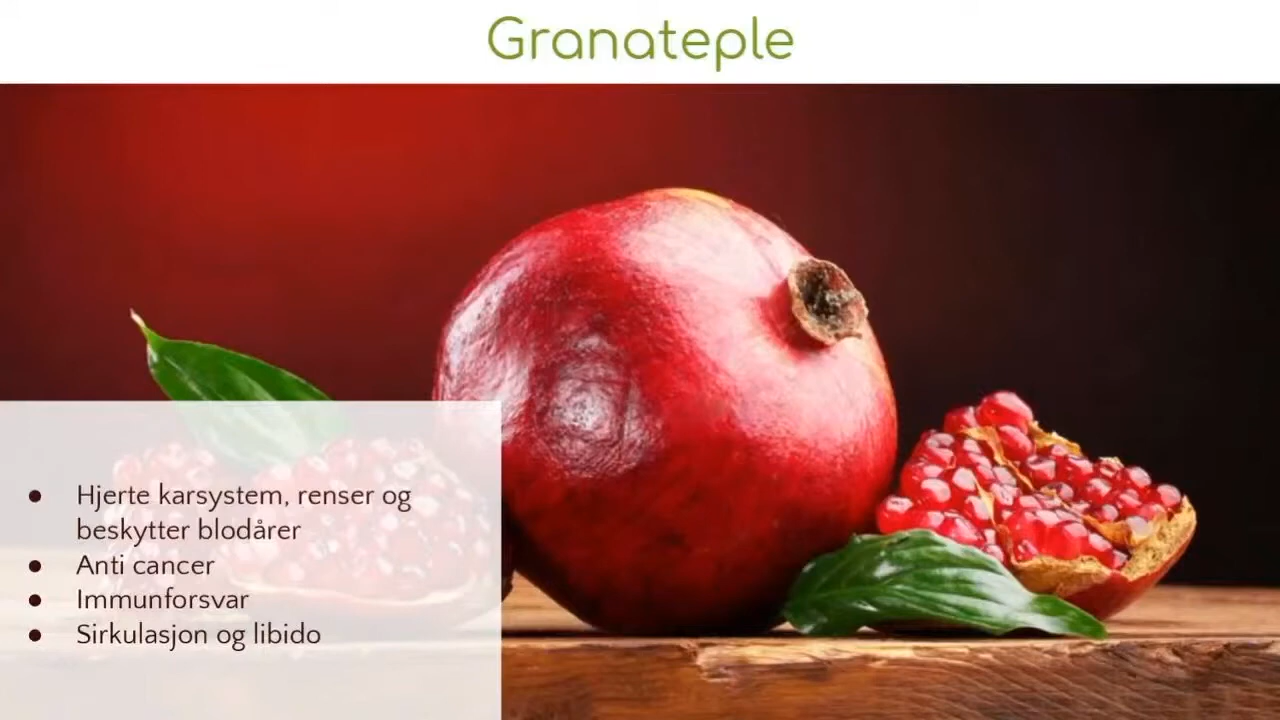 Granateple
● Hjerte karsystem, renser og
beskytter blodårer
● Anti cancer
● Immunforsvar
● Sirkulasjon og libido